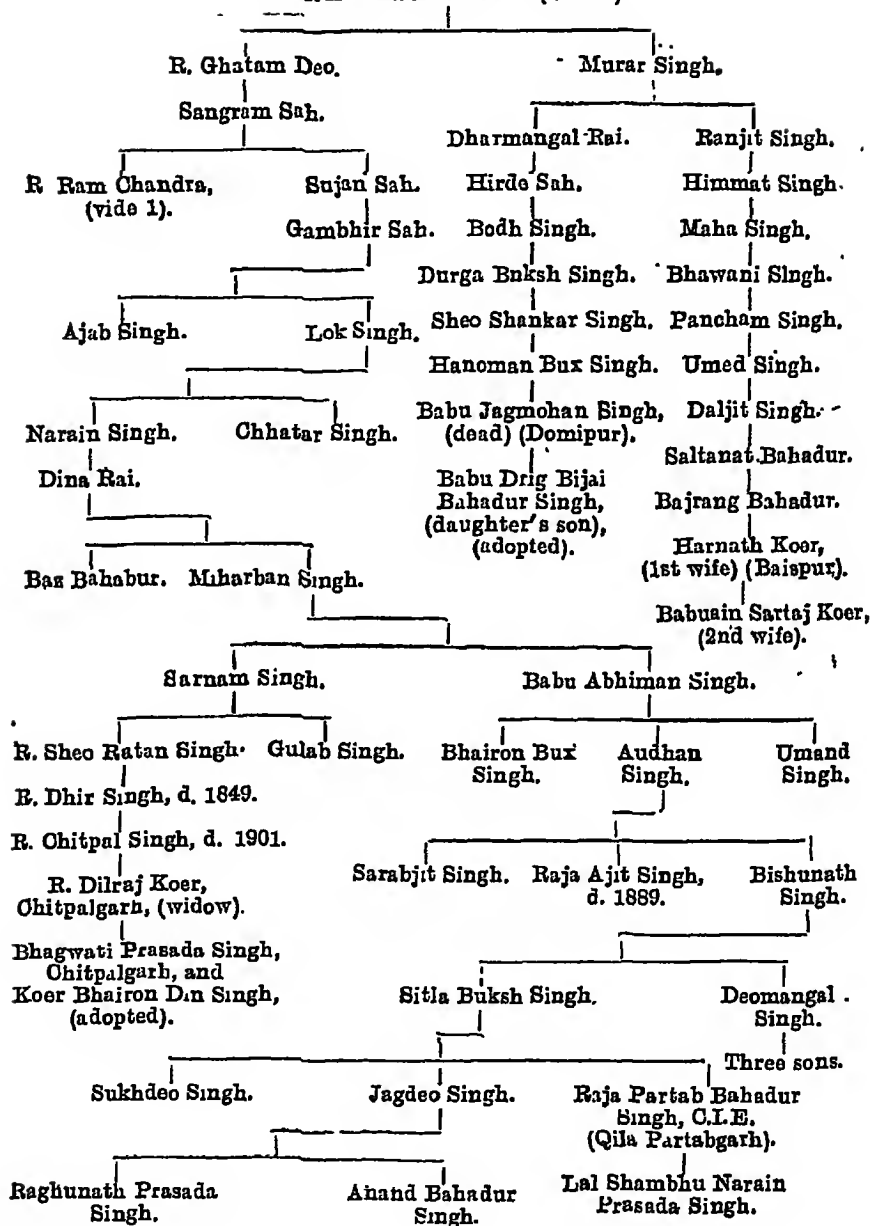 R. Ghatam Deo. Murar Singh.
Sangram Sah.
Dharmangal Rai. Ranjit Singh.
R Ram Chandra, Sujan Sah. Hirde Sah. Himmat Singh.
(vide 1).
Gambhir Sah. Bodh Singh. Maha Singh.
Durga Bnksh Singh. Bhawani Singh.
Ajab Singh. Lok Singh. Sheo Shankar Singh. Pancham Singh.
Hanoman Bux Singh. Umed Singh.
Narain Singh. Chhatar Singh. Babu Jagmohan Singh, Daljit Singh.
(dead) (Domipur).
Saltanat Bahadur.
Dina Rai. Babu Drig Bijai
Bahadur Singh, Bajrang Bahadur.
(daughter's son),
(adopted). Harnath Koer,
Bas Bahabur. Miharban Singh. (1st wife) (Baispur).
Babuain Sartaj Koer,
(2nd wife).
Sarnam Singh. Babu Abhiman Singh.
R. Sheo Ratan Singh. Gulab Singh. Bhairon Bux Audhan Umand
Singh. Singh. Singh.
R. Dhir Singh, d. 1849.
R. Chitpal Singh, d. 1901.
Sarabjit Singh. Raja Ajit Singh, Bishunath
d. 1889. Singh.
R. Dilraj Koer,
Chitpalgarh, (widow).
Bhagwati Prasada Singh,
Chitpalgarh, and
Koer Bhairon Din Singh, Sitla Buksh Singh. Deomangal
(adopted). Singh.
Three sons.
Sukhdeo Singh. Jagdeo Singh. Raja Partab Bahadur
Singh, C.I.E.
(Qila Partabgarh).
Raghunath Prasada Anand Bahadur Lal Shambhu Narain
Singh. Singh. Prasada Singh.